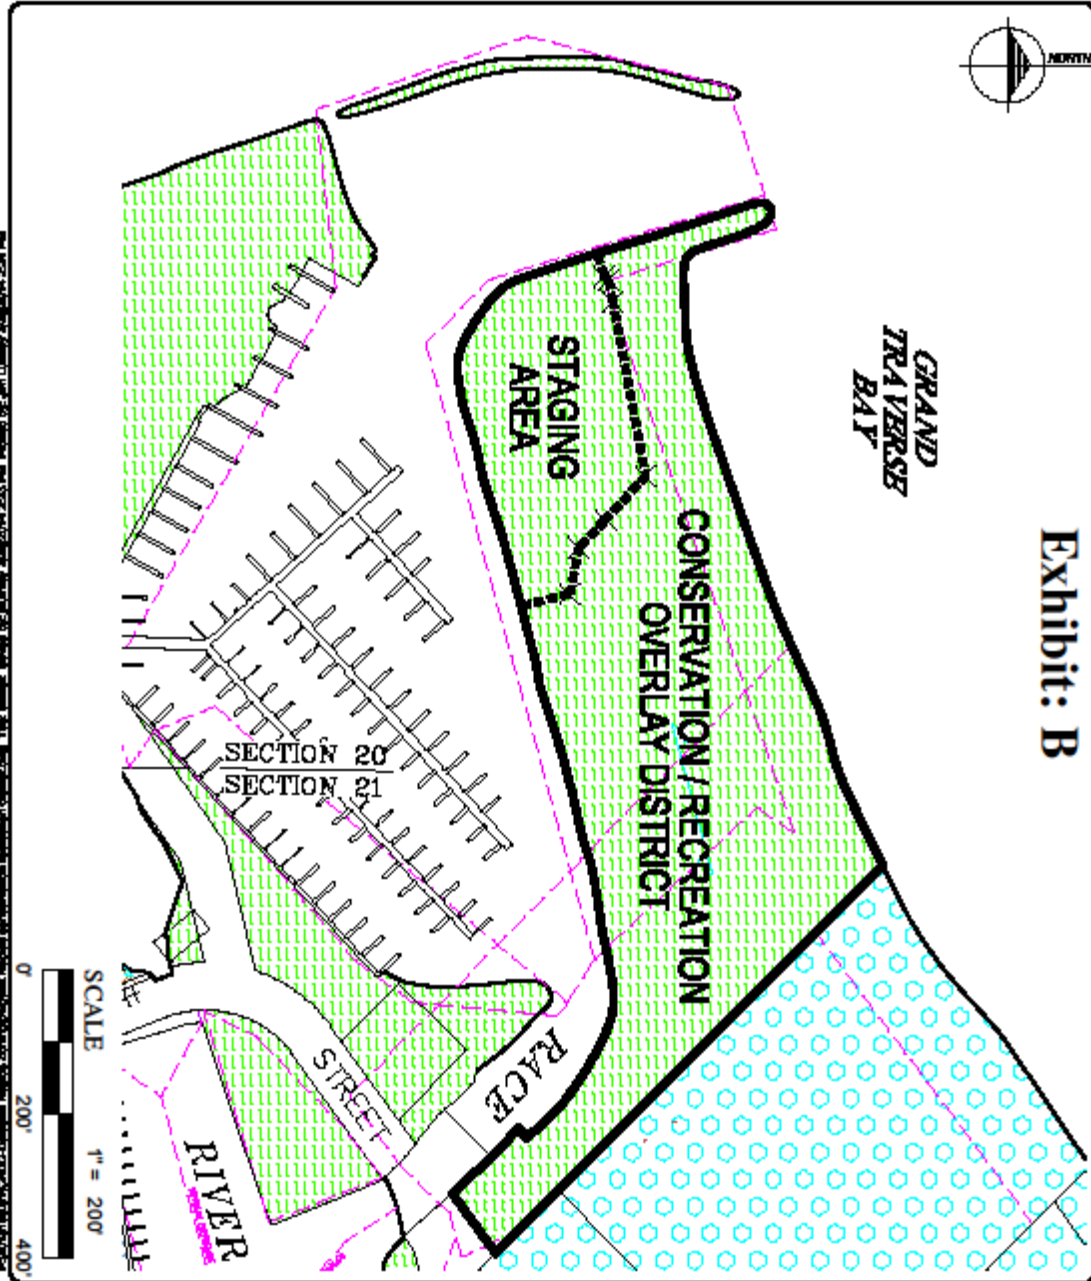 Exhibit: B
NORTH
GRAND
TRAVERSE
BAY
STAGING
AREA
CONSERVATION / RECREATION
OVERLAY DISTRICT
SECTION 20
SECTION 21
RACE
STREET
RIVER
SCALE
1" = 200'
0' 200' 400'